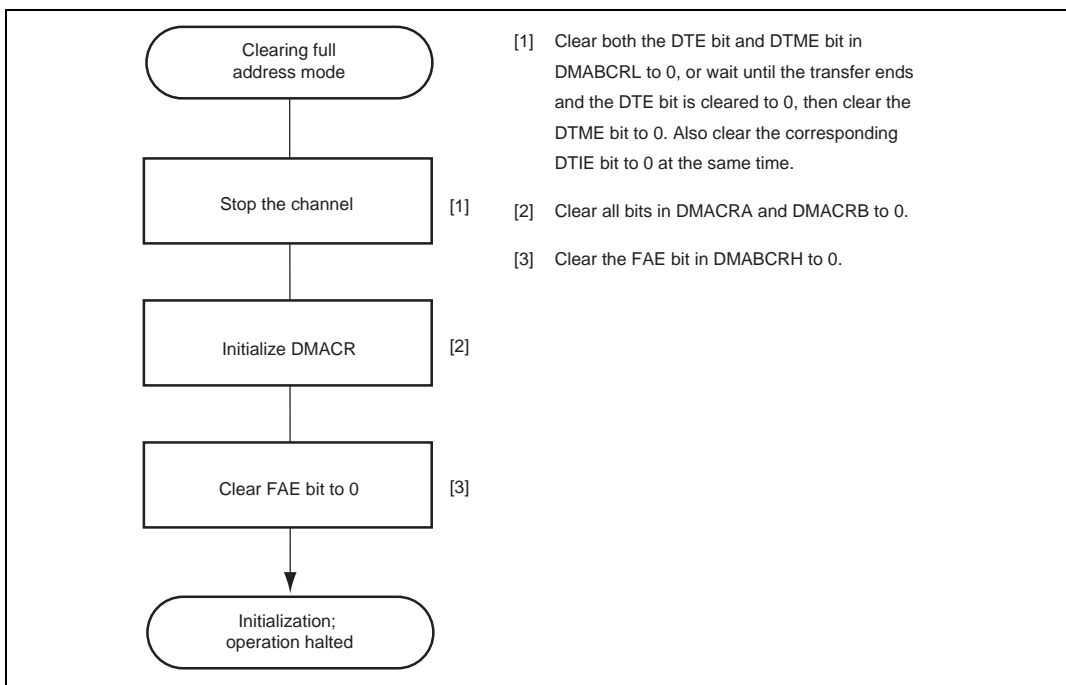 Clearing full
address mode
Stop the channel
[1]
Initialize DMACR
[2]
Clear FAE bit to 0
[3]
Initialization;
operation halted
[1] Clear both the DTE bit and DTME bit in
DMABCRL to 0, or wait until the transfer ends
and the DTE bit is cleared to 0, then clear the
DTME bit to 0. Also clear the corresponding
DTIE bit to 0 at the same time.
[2] Clear all bits in DMACRA and DMACRB to 0.
[3] Clear the FAE bit in DMABCRH to 0.